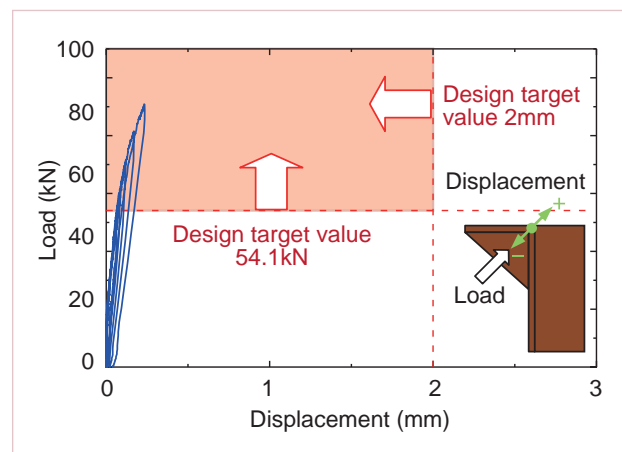 100
80
60
40
20
0
Load (kN)
0
1
2
3
Displacement (mm)
Design target
value 2mm
Design target value
54.1kN
Displacement
+
−
Load